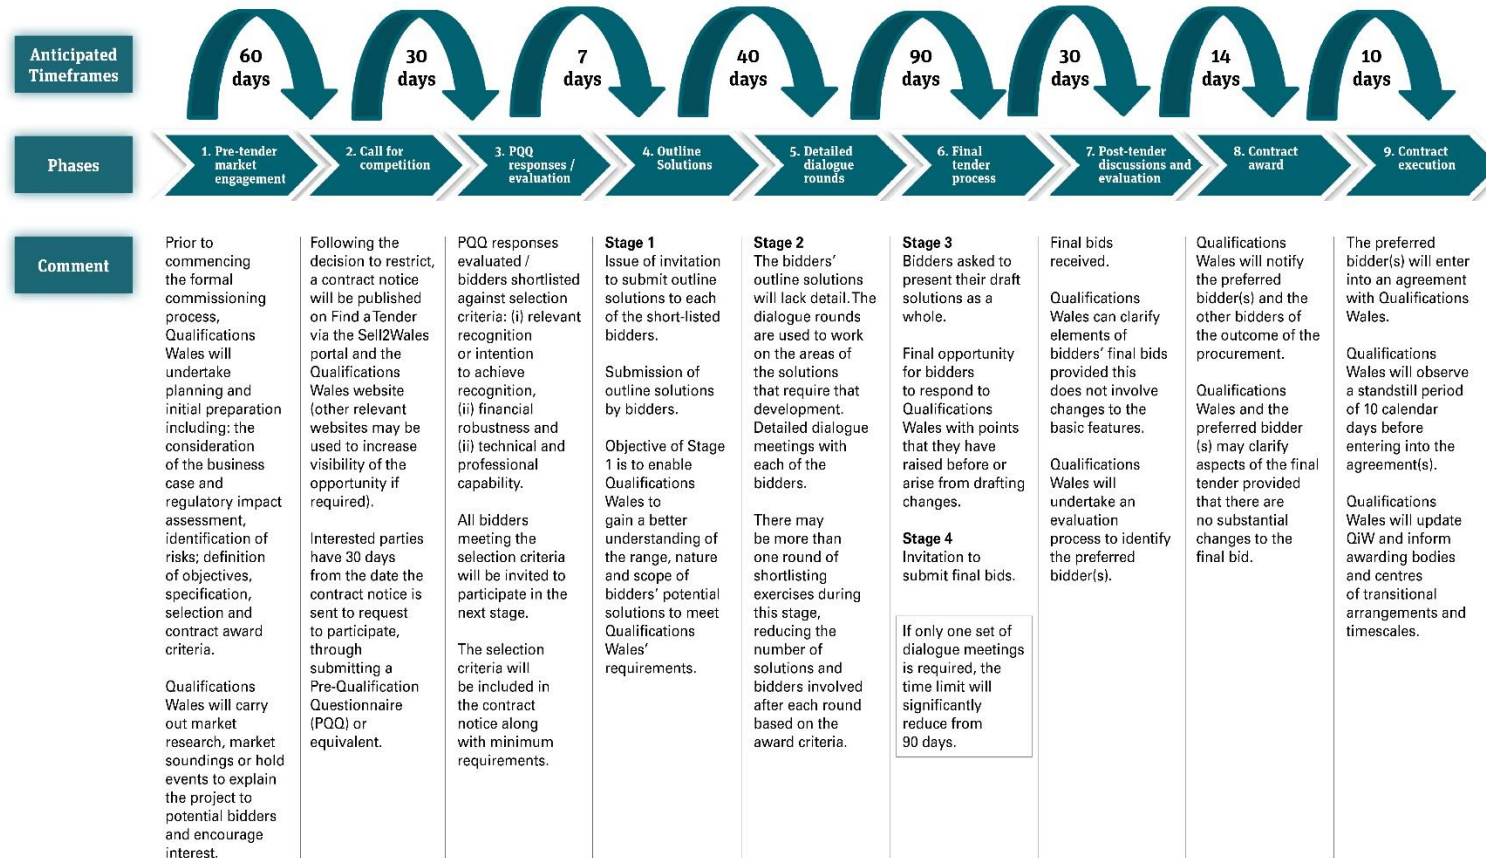 Anticipated
Timeframes
60
days
30
days
7
days
40
days
90
days
30
days
14
days
10
days
Phases
1. Pre-tender
market
engagement
2. Call for
competition
3. PQQ
responses /
evaluation
4. Outline
Solutions
5. Detailed
dialogue
rounds
6. Final
tender
process
7. Post-tender
discussions and
evaluation
8. Contract
award
9. Contract
execution
Comment
Prior to
commencing
the formal
commissioning
process,
Qualifications
Wales will
undertake
planning and
initial preparation
including: the
consideration
of the business
case and
regulatory impact
assessment,
identification of
risks; definition
of objectives,
specification,
selection and
contract award
criteria.
Qualifications
Wales will carry
out market
research, market
soundings or hold
events to explain
the project to
potential bidders
and encourage
interest.
Following the
decision to restrict,
a contract notice
will be published
on Find a Tender
via the Sell2Wales
portal and the
Qualifications
Wales website
(other relevant
websites may be
used to increase
visibility of the
opportunity if
required).
Interested parties
have 30 days
from the date the
contract notice is
sent to request
to participate,
through
submitting a
Pre-Qualification
Questionnaire
(PQQ) or
equivalent.
PQQ responses
evaluated /
bidders shortlisted
against selection
criteria: (i) relevant
recognition
or intention
to achieve
recognition,
(ii) financial
robustness and
(ii) technical and
professional
capability.
All bidders
meeting the
selection criteria
will be invited to
participate in the
next stage.
The selection
criteria will
be included in
the contract
notice along
with minimum
requirements.
Stage 1
Issue of invitation
to submit outline
solutions to each
of the short-listed
bidders.
Submission of
outline solutions
by bidders.
Objective of Stage
1 is to enable
Qualifications
Wales to
gain a better
understanding of
the range, nature
and scope of
bidders' potential
solutions to meet
Qualifications
Wales'
requirements.
Stage 2
The bidders'
outline solutions
will lack detail. The
dialogue rounds
are used to work
on the areas of
the solutions
that require that
development.
Detailed dialogue
meetings with
each of the
bidders.
There may
be more than
one round of
shortlisting
exercises during
this stage,
reducing the
number of
solutions and
bidders involved
after each round
based on the
award criteria.
Stage 3
Bidders asked to
present their draft
solutions as a
whole.
Final opportunity
for bidders
to respond to
Qualifications
Wales with points
that they have
raised before or
arise from drafting
changes.
Stage 4
Invitation to
submit final bids.
If only one set of
dialogue meetings
is required, the
time limit will
significantly
reduce from
90 days.
Final bids
received.
Qualifications
Wales can clarify
elements of
bidders' final bids
provided this
does not involve
changes to the
basic features.
Qualifications
Wales will
undertake an
evaluation
process to identify
the preferred
bidder(s).
Qualifications
Wales will notify
the preferred
bidder(s) and the
other bidders of
the outcome of the
procurement.
Qualifications
Wales and the
preferred bidder
(s) may clarify
aspects of the final
tender provided
that there are
no substantial
changes to the
final bid.
The preferred
bidder(s) will enter
into an agreement
with Qualifications
Wales.
Qualifications
Wales will observe
a standstill period
of 10 calendar
days before
entering into the
agreement(s).
Qualifications
Wales will update
QiW and inform
awarding bodies
and centres
of transitional
arrangements and
timescales.